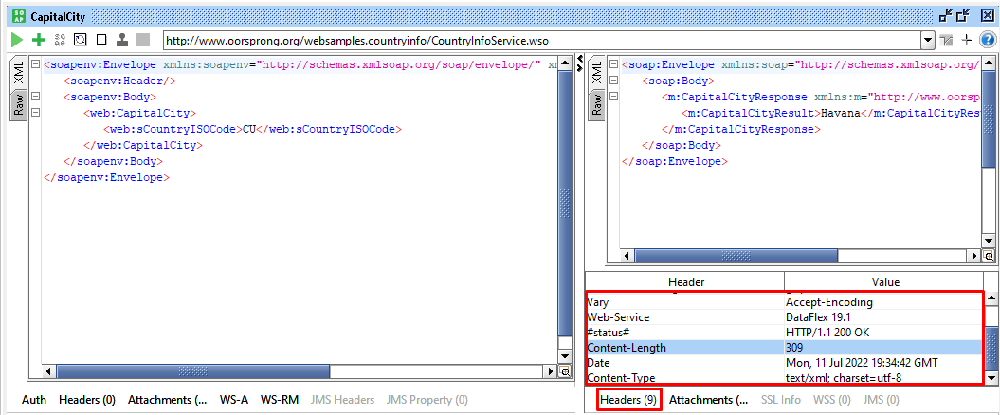 SO AP CapitalCity
SO AP http://www.oorsprong.org/websamples.countryinfo/CountryInfoService.wso
XML
Raw
<soapenv:Envelope xmlns:soapenv="http://schemas.xmlsoap.org/soap/envelope/" xm
<soapenv:Header/>
<soapenv:Body>
<web:CapitalCity>
<web:sCountryISOCode>CU</web:sCountryISOCode>
</web:CapitalCity>
</soapenv:Body>
</soapenv:Envelope>
Auth Headers (0) Attachments (... WS-A WS-RM JMS Headers JMS Property (0)
XML
Raw
<soap:Envelope xmlns:soap="http://schemas.xmlsoap.org/
<soap:Body>
<m:CapitalCityResponse xmlns:m="http://www.oorsp
<m:CapitalCityResult>Havana</m:CapitalCityRes
</m:CapitalCityResponse>
</soap:Body>
</soap:Envelope>
Header Value
Vary Accept-Encoding
Web-Service DataFlex 19.1
#status# HTTP/1.1 200 OK
Content-Length 309
Date Mon, 11 Jul 2022 19:34:42 GMT
Content-Type text/xml; charset=utf-8
Headers (9) Attachments (... SSL Info WSS (0) JMS (0)